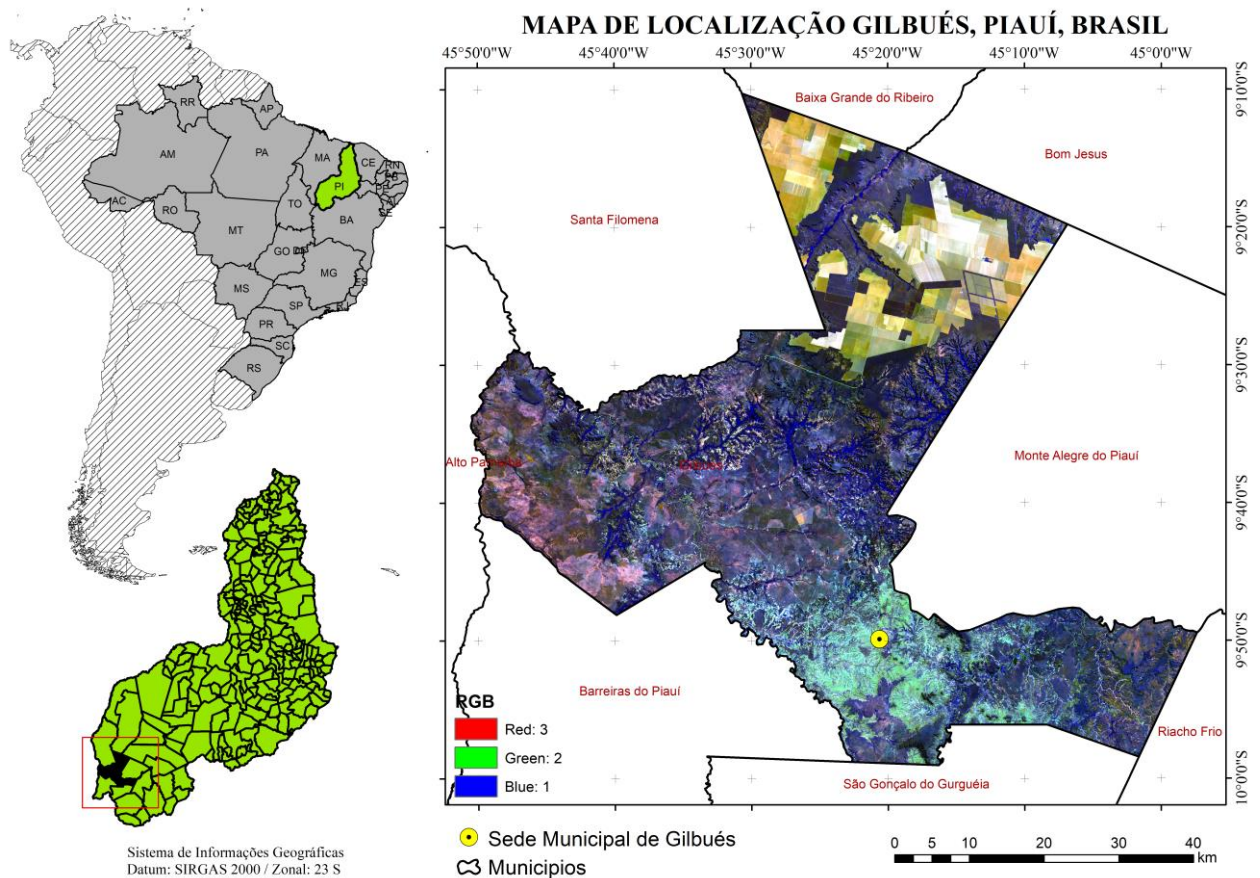 MAPA DE LOCALIZAÇÃO GILBUÉS, PIAUÍ, BRASIL
45°50'0"W 45°40'0"W 45°30'0"W 45°20'0"W 45°10'0"W 45°0'0"W
9°10'0"S
9°20'0"S
9°30'0"S
9°40'0"S
9°50'0"S
10°0'0"S
RR
AP
AM
PA
MA
CE
RN
PI
AC
RO
TO
BA
MT
GO
MG
ES
MS
SP
PR
SC
RS
Baixa Grande do Ribeiro
Bom Jesus
Santa Filomena
Monte Alegre do Piauí
Alto
Barreiras do Piauí
Riacho Frio
São Gonçalo do Gurguéia
RGB
Red: 3
Green: 2
Blue: 1
Sede Municipal de Gilbués
Municipios
0 5 10 20 30 40
km
Sistema de Informações Geográficas
Datum: SIRGAS 2000 / Zonal: 23 S